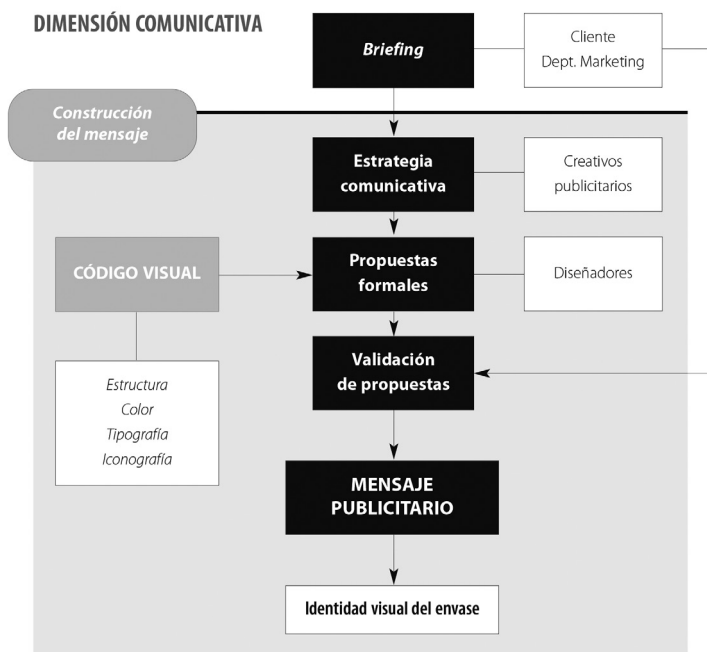 DIMENSIÓN COMUNICATIVA
Briefing
Cliente
Dept. Marketing
Construcción
del mensaje
Estrategia
comunicativa
Creativos
publicitarios
CÓDIGO VISUAL
Propuestas
formales
Diseñadores
Validación
de propuestas
Estructura
Color
Tipografía
Iconografía
MENSAJE
PUBLICITARIO
Identidad visual del envase